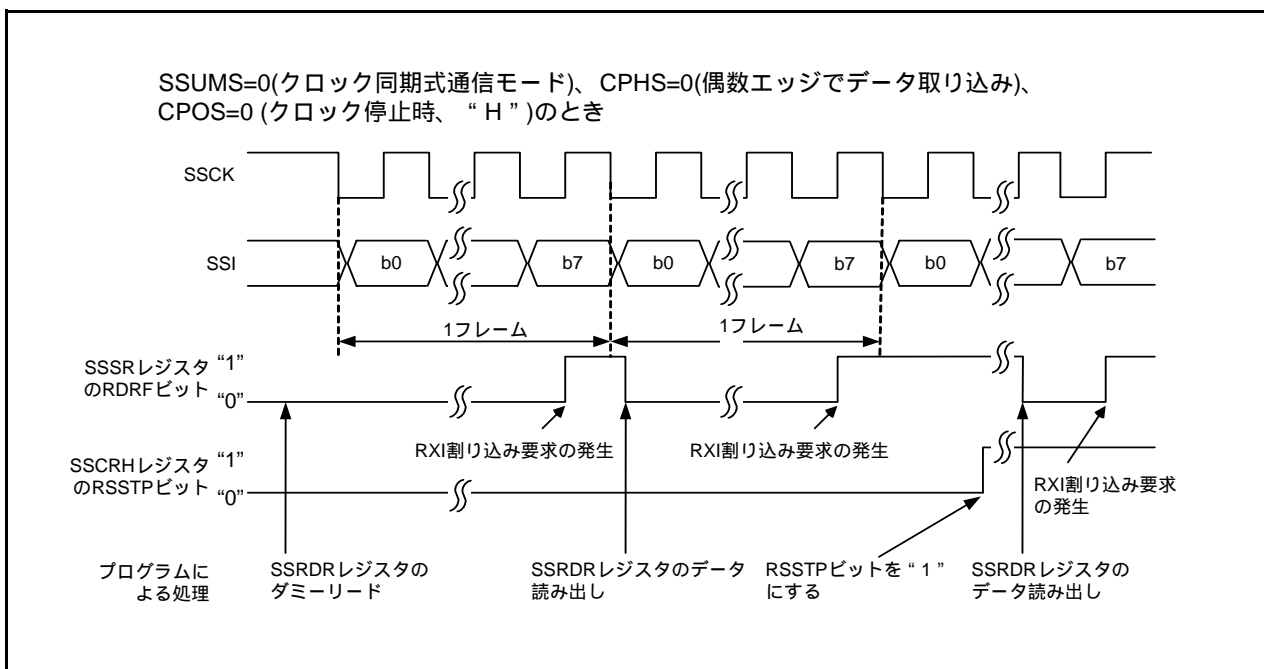 SSUMS=0(クロック同期式通信モード)、CPHS=0(偶数エッジでデータ取り込み)、
CPOS=0 (クロック停止時、“ H ” )のとき
SSCK
SSI
b0
b7
b0
b7
b0
b7
1フレーム
1フレーム
SSSRレジスタ “1”
のRDRFビット
“0”
RXI割り込み要求の発生
RXI割り込み要求の発生
SSCRHレジスタ “1”
のRSSTPビット “0”
RXI割り込み要求
の発生
プログラムに
よる処理
SSRDRレジスタの
ダミーリード
SSRDRレジスタのデータ
読み出し
RSSTPビットを “ 1 ”
にする
SSRDRレジスタの
データ読み出し